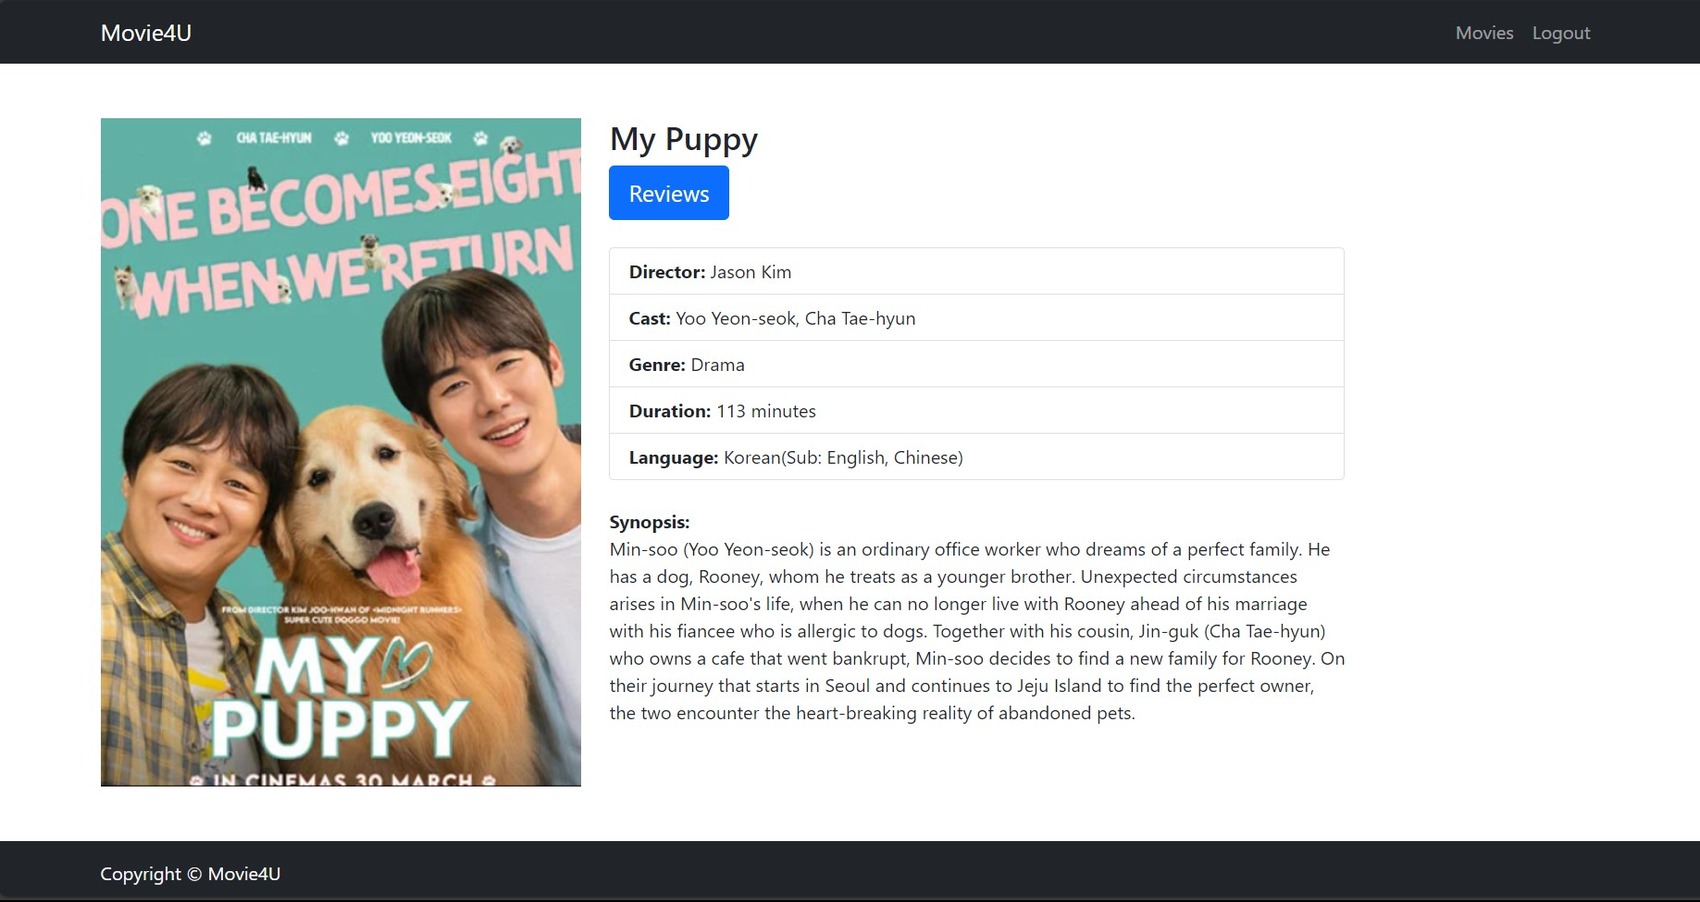 Movie4U
Movies Logout
CHA TAE-HYUN YOO YEON-SEOK
ONE BECOMES EIGHT
WHEN WE RETURN
FROM DIRECTOR KIM JOO-HWAN OF <MIDNIGHT RUNNERS>
SUPER CUTE DOGGO MOVIE!
MY
PUPPY
IN CINEMAS 30 MARCH
My Puppy
Reviews
Director: Jason Kim
Cast: Yoo Yeon-seok, Cha Tae-hyun
Genre: Drama
Duration: 113 minutes
Language: Korean(Sub: English, Chinese)
Synopsis:
Min-soo (Yoo Yeon-seok) is an ordinary office worker who dreams of a perfect family. He
has a dog, Rooney, whom he treats as a younger brother. Unexpected circumstances
arises in Min-soo's life, when he can no longer live with Rooney ahead of his marriage
with his fiancee who is allergic to dogs. Together with his cousin, Jin-guk (Cha Tae-hyun)
who owns a cafe that went bankrupt, Min-soo decides to find a new family for Rooney. On
their journey that starts in Seoul and continues to Jeju Island to find the perfect owner,
the two encounter the heart-breaking reality of abandoned pets.
Copyright © Movie4U